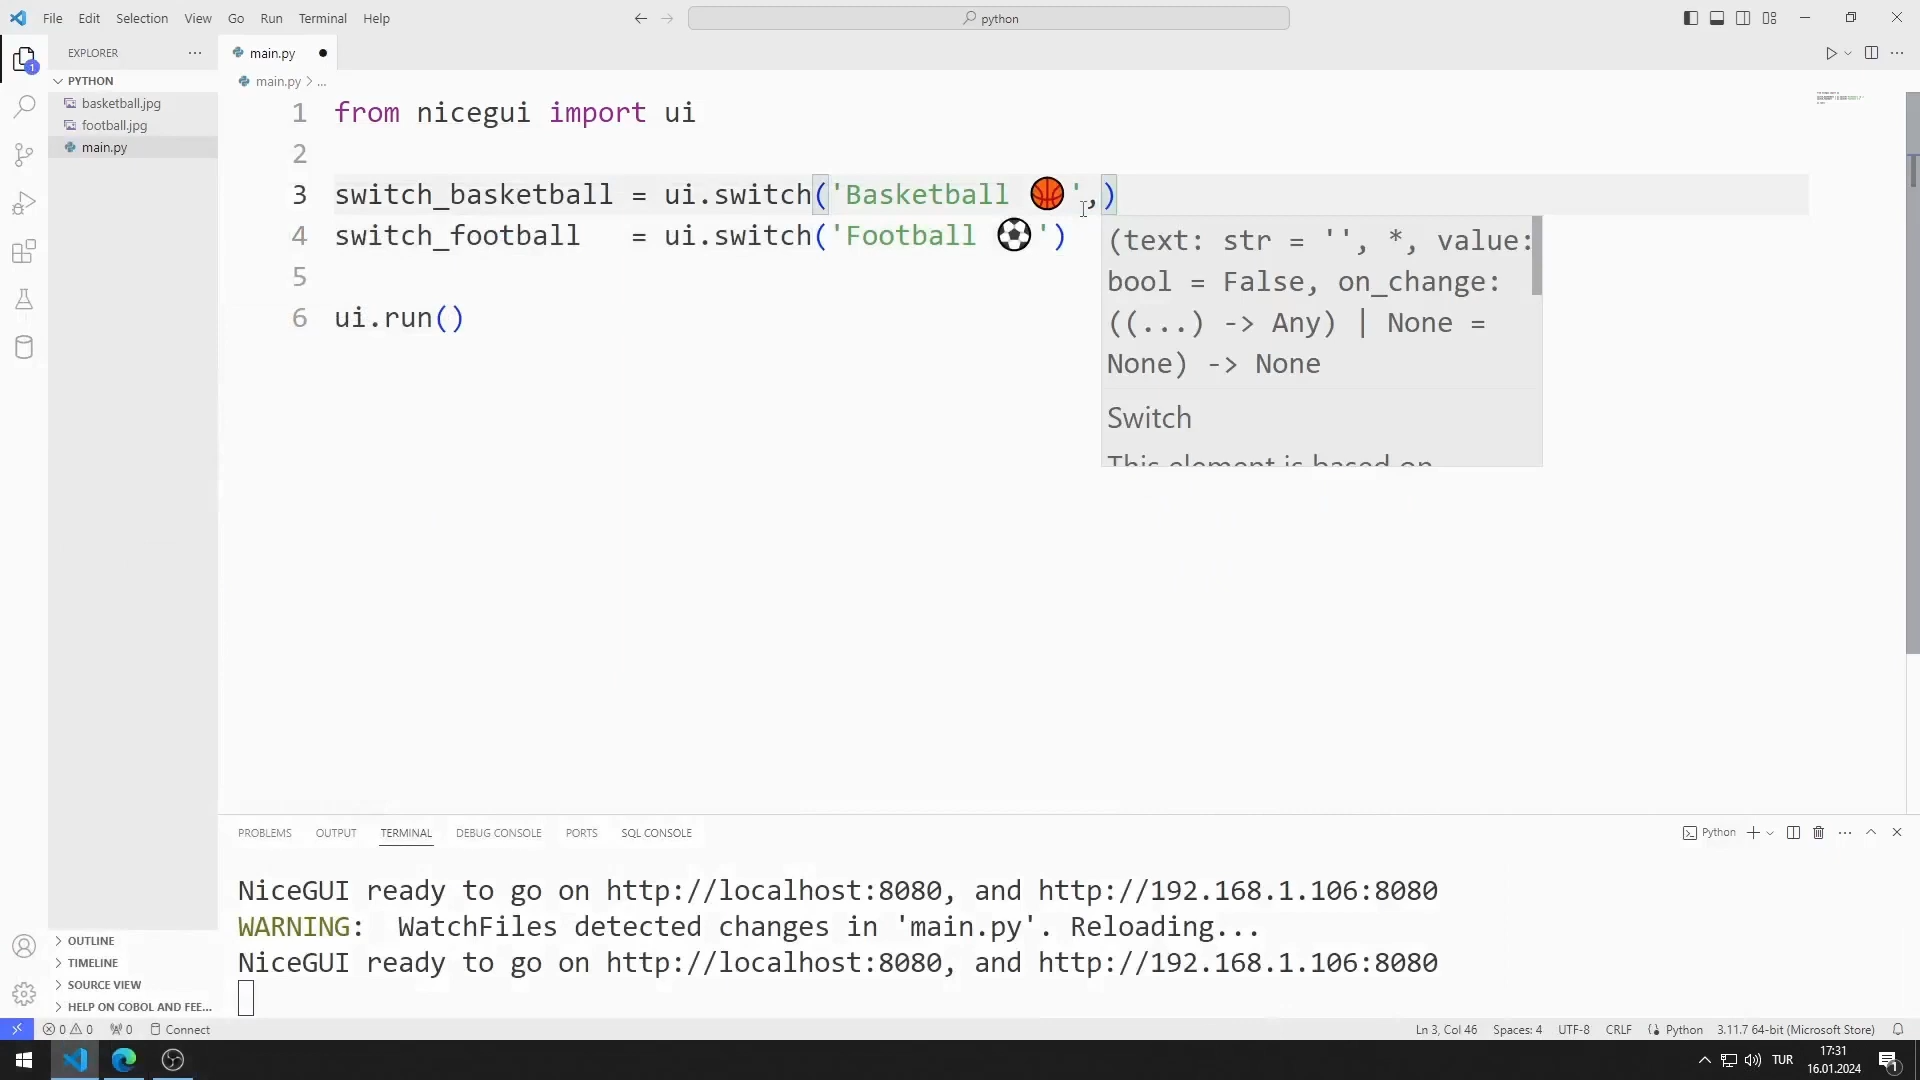 File Edit Selection View Go Run Terminal Help
python
EXPLORER
main.py
PYTHON
main.py > ...
basketball.jpg
football.jpg
main.py
1 from nicegui import ui
2
3 switch_basketball = ui.switch('Basketball 🏀',)
4 switch_football   = ui.switch('Football ⚽')
5
6 ui.run()
(text: str = '', *, value:
bool = False, on_change:
((...) -> Any) | None =
None) -> None
Switch
This element is based on
PROBLEMS OUTPUT TERMINAL DEBUG CONSOLE PORTS SQL CONSOLE
Python
NiceGUI ready to go on http://localhost:8080, and http://192.168.1.106:8080
WARNING:  WatchFiles detected changes in 'main.py'. Reloading...
NiceGUI ready to go on http://localhost:8080, and http://192.168.1.106:8080
OUTLINE
TIMELINE
SOURCE VIEW
HELP ON COBOL AND FEE...
0 0 0 Connect
Ln 3, Col 46 Spaces: 4 UTF-8 CRLF Python 3.11.7 64-bit (Microsoft Store)
TUR
17:31
16.01.2024
1
1